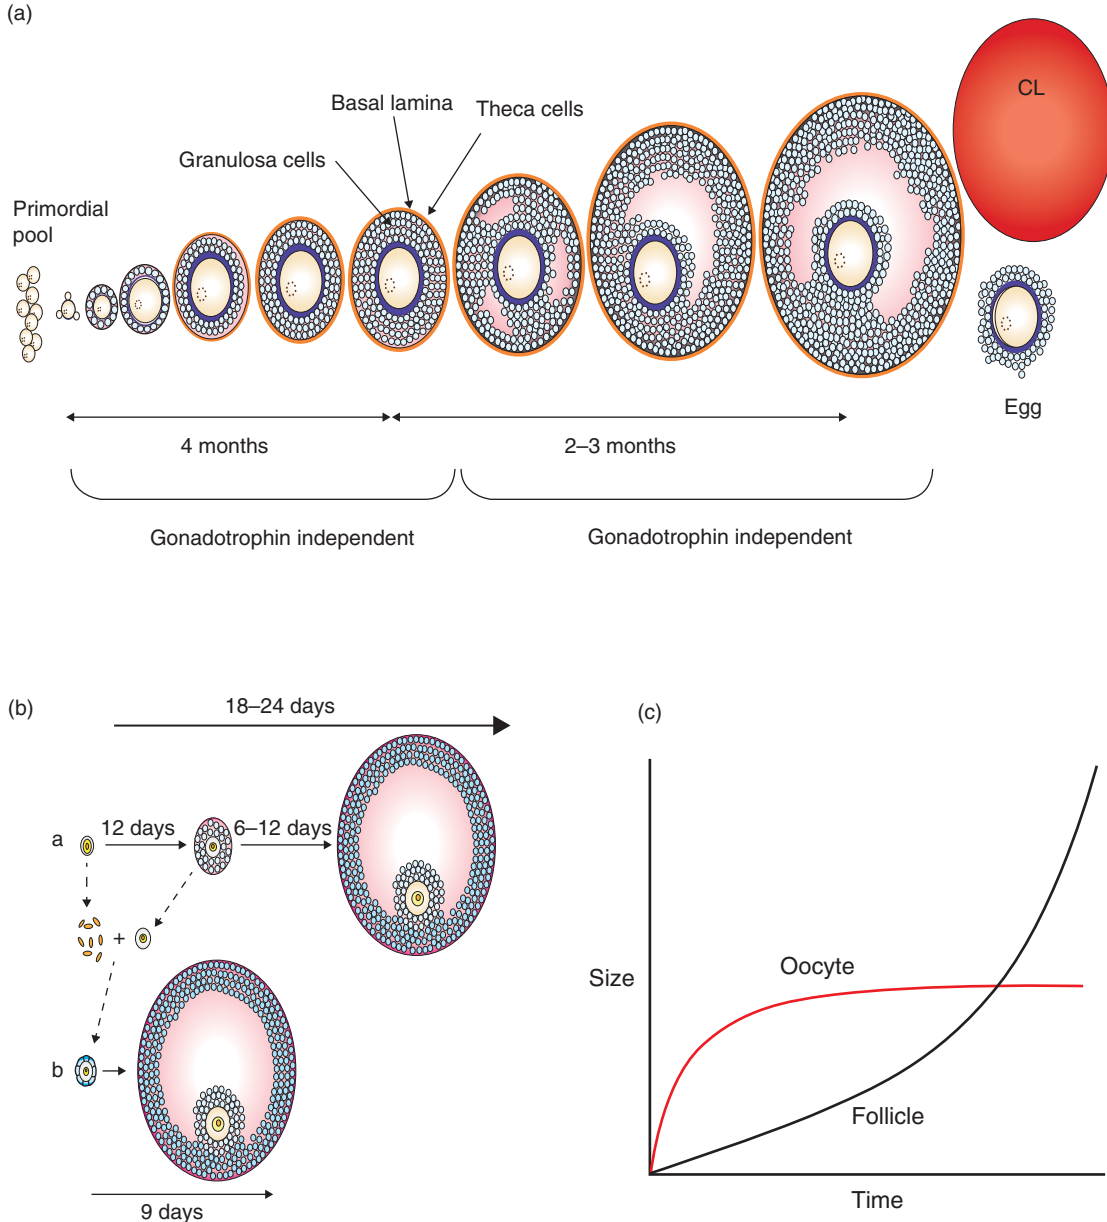 (a)
CL
Basal lamina
Theca cells
Granulosa cells
Primordial
pool
Egg
4 months
2–3 months
Gonadotrophin independent
Gonadotrophin independent
(b)
18–24 days
a
12 days
6–12 days
+
b
9 days
(c)
Size
Oocyte
Follicle
Time